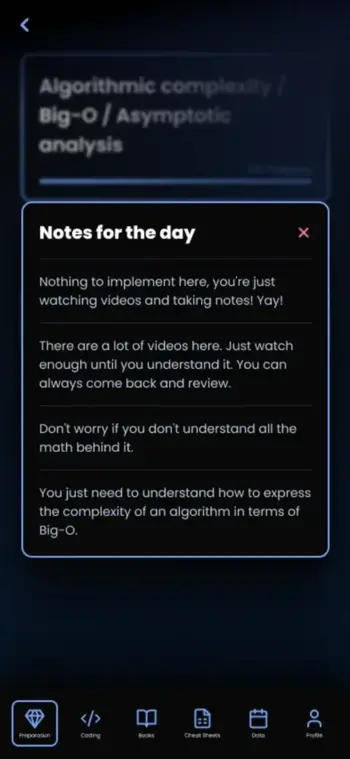 Algorithmic complexity /
Big-O / Asymptotic
analysis
Notes for the day
Nothing to implement here, you're just
watching videos and taking notes! Yay!
There are a lot of videos here. Just watch
enough until you understand it. You can
always come back and review.
Don't worry if you don't understand all the
math behind it.
You just need to understand how to express
the complexity of an algorithm in terms of
Big-O.
Preparation
Coding
Books
Cheat Sheets
Data
Profile